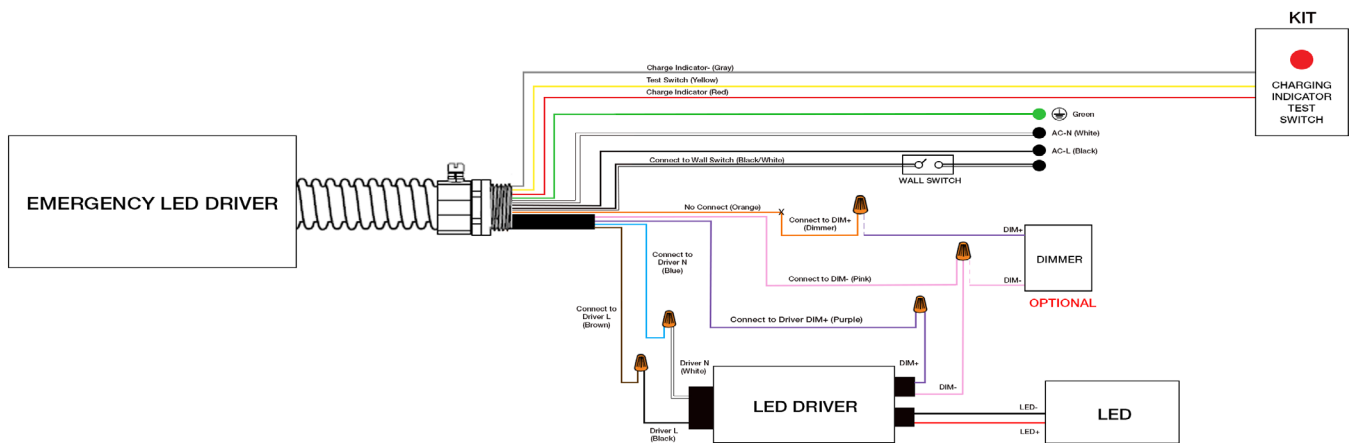 KIT
CHARGING
INDICATOR
TEST
SWITCH
Charge Indicator- (Gray)
Test Switch (Yellow)
Charge Indicator (Red)
Green
AC-N (White)
AC-L (Black)
Connect to Wall Switch (Black/White)
WALL SWITCH
EMERGENCY LED DRIVER
No Connect (Orange)
X
Connect to DIM+
(Dimmer)
DIM+
DIMMER
DIM-
OPTIONAL
Connect to
Driver N
(Blue)
Connect to DIM- (Pink)
Connect to
Driver L
(Brown)
Connect to Driver DIM+ (Purple)
Driver N
(White)
DIM+
DIM-
LED DRIVER
LED-
LED+
LED
Driver L
(Black)